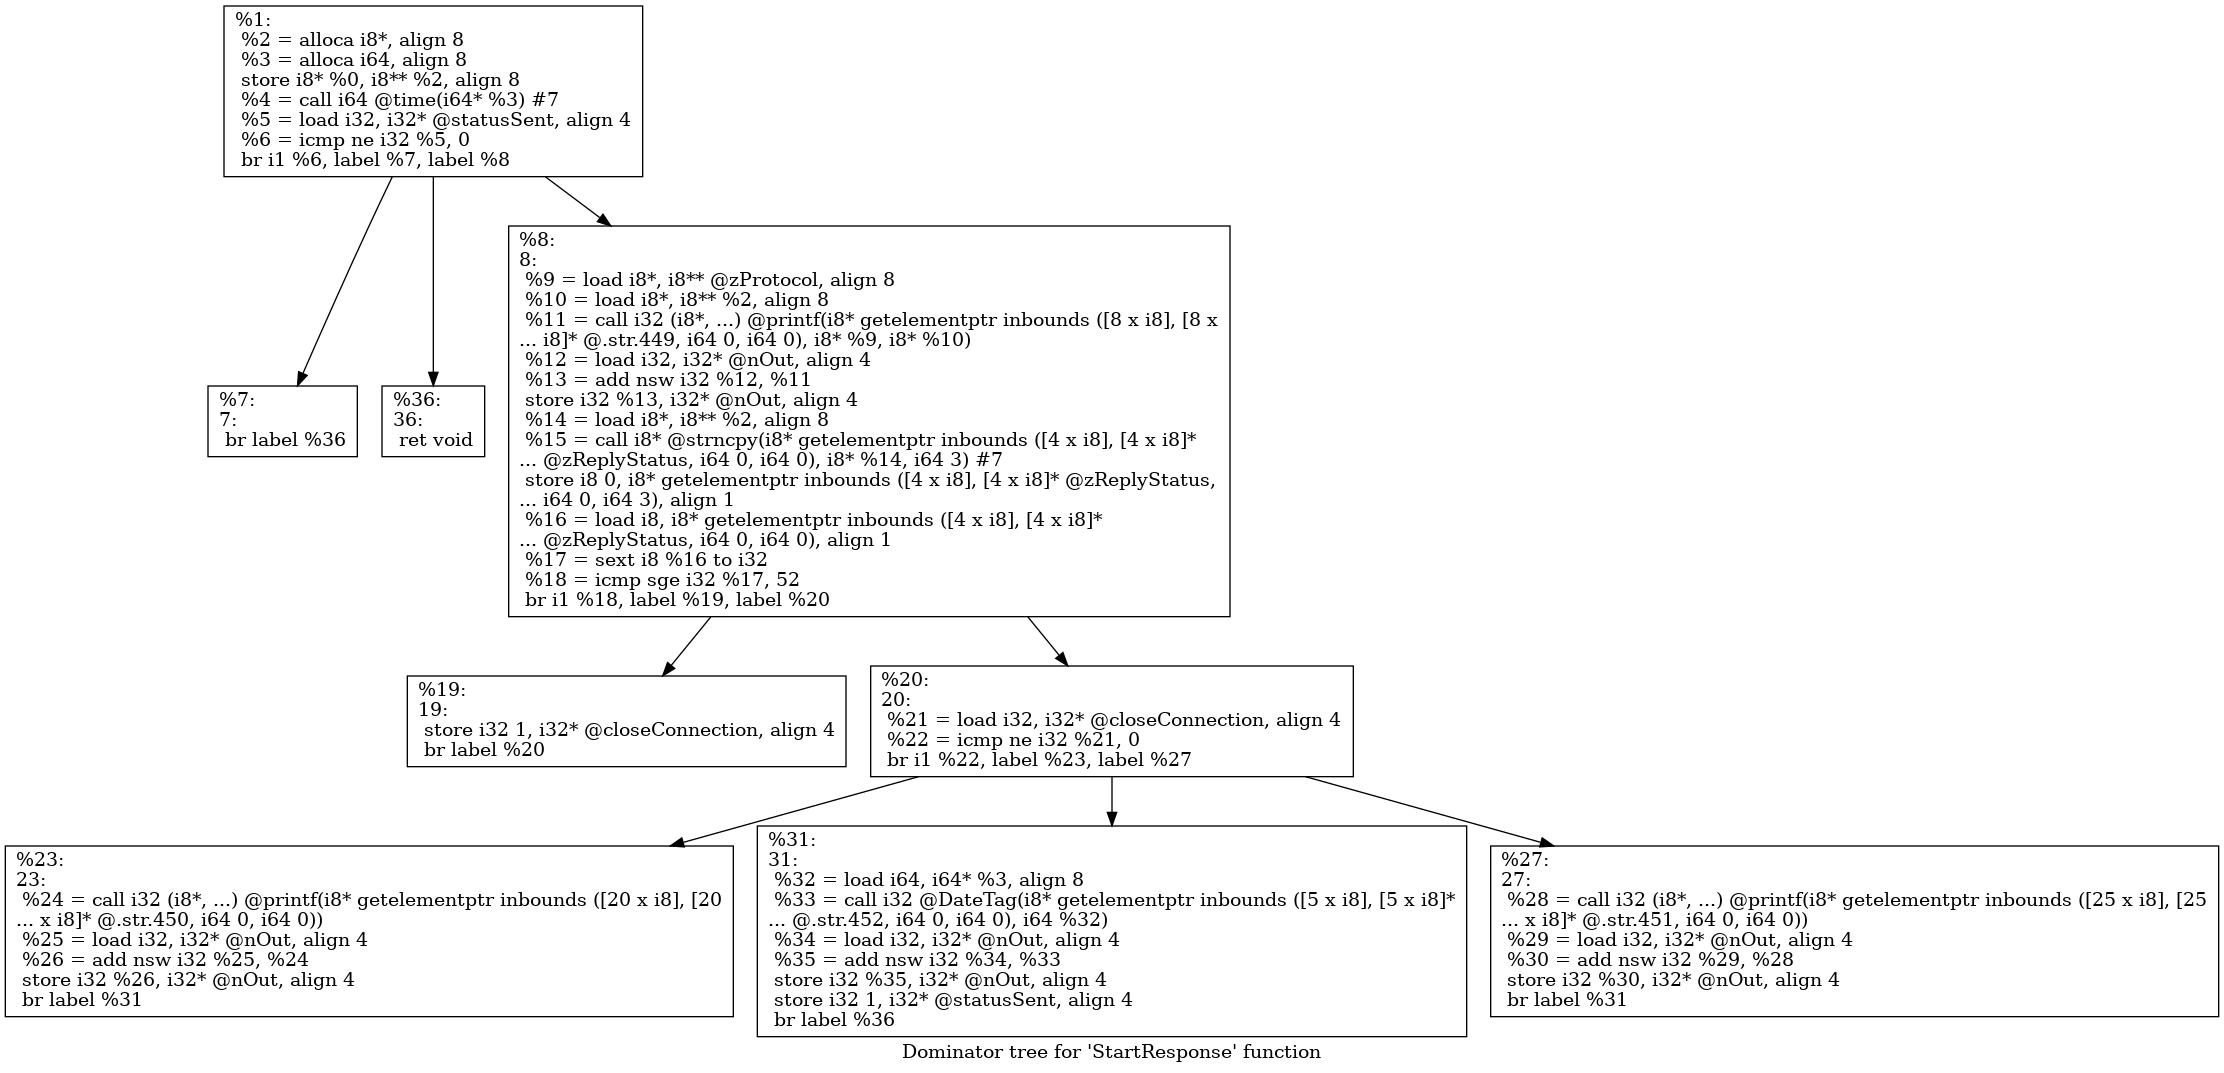 %1:
%2 = alloca i8*, align 8
%3 = alloca i64, align 8
store i8* %0, i8** %2, align 8
%4 = call i64 @time(i64* %3) #7
%5 = load i32, i32* @statusSent, align 4
%6 = icmp ne i32 %5, 0
br i1 %6, label %7, label %8
%7:
7:
br label %36
%36:
36:
ret void
%8:
8:
%9 = load i8*, i8** @zProtocol, align 8
%10 = load i8*, i8** %2, align 8
%11 = call i32 (i8*, ...) @printf(i8* getelementptr inbounds ([8 x i8], [8 x
... i8]* @.str.449, i64 0, i64 0), i8* %9, i8* %10)
%12 = load i32, i32* @nOut, align 4
%13 = add nsw i32 %12, %11
store i32 %13, i32* @nOut, align 4
%14 = load i8*, i8** %2, align 8
%15 = call i8* @strncpy(i8* getelementptr inbounds ([4 x i8], [4 x i8]*
... @zReplyStatus, i64 0, i64 0), i8* %14, i64 3) #7
store i8 0, i8* getelementptr inbounds ([4 x i8], [4 x i8]* @zReplyStatus,
... i64 0, i64 3), align 1
%16 = load i8, i8* getelementptr inbounds ([4 x i8], [4 x i8]*
... @zReplyStatus, i64 0, i64 0), align 1
%17 = sext i8 %16 to i32
%18 = icmp sge i32 %17, 52
br i1 %18, label %19, label %20
%19:
19:
store i32 1, i32* @closeConnection, align 4
br label %20
%20:
20:
%21 = load i32, i32* @closeConnection, align 4
%22 = icmp ne i32 %21, 0
br i1 %22, label %23, label %27
%23:
23:
%24 = call i32 (i8*, ...) @printf(i8* getelementptr inbounds ([20 x i8], [20
... x i8]* @.str.450, i64 0, i64 0))
%25 = load i32, i32* @nOut, align 4
%26 = add nsw i32 %25, %24
store i32 %26, i32* @nOut, align 4
br label %31
%31:
31:
%32 = load i64, i64* %3, align 8
%33 = call i32 @DateTag(i8* getelementptr inbounds ([5 x i8], [5 x i8]*
... @.str.452, i64 0, i64 0), i64 %32)
%34 = load i32, i32* @nOut, align 4
%35 = add nsw i32 %34, %33
store i32 %35, i32* @nOut, align 4
store i32 1, i32* @statusSent, align 4
br label %36
%27:
27:
%28 = call i32 (i8*, ...) @printf(i8* getelementptr inbounds ([25 x i8], [25
... x i8]* @.str.451, i64 0, i64 0))
%29 = load i32, i32* @nOut, align 4
%30 = add nsw i32 %29, %28
store i32 %30, i32* @nOut, align 4
br label %31
Dominator tree for 'StartResponse' function